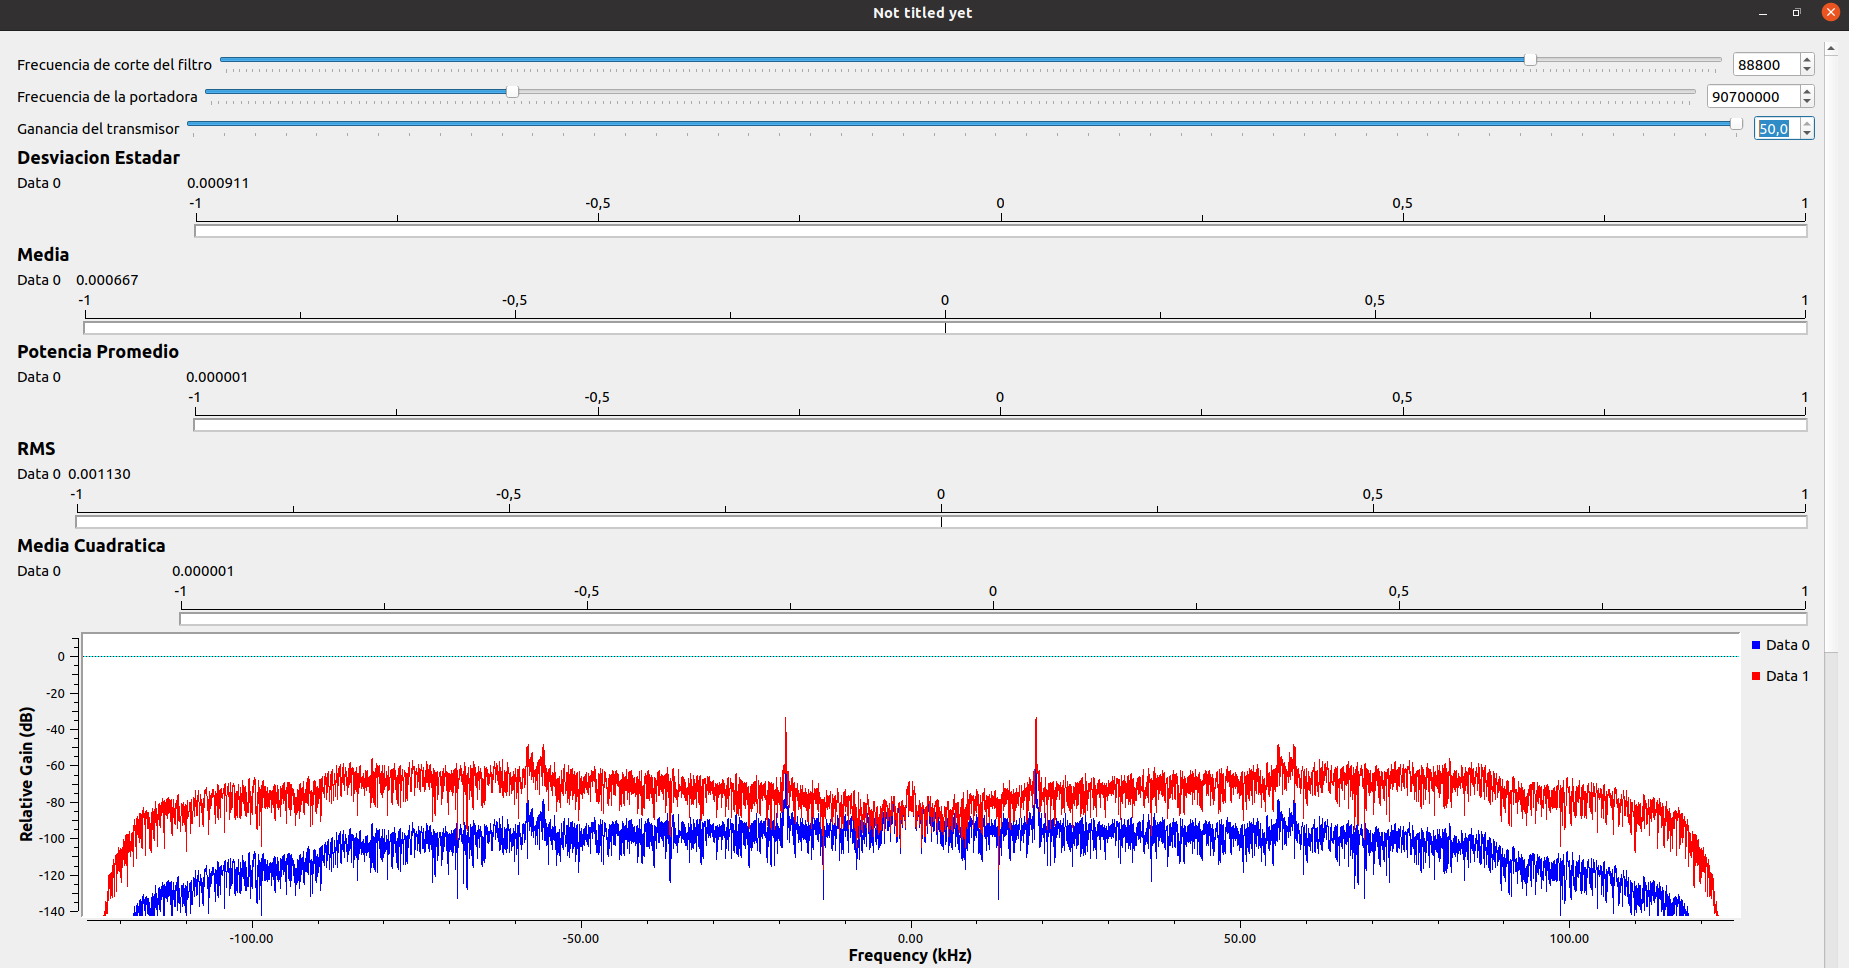 Not titled yet
Frecuencia de corte del filtro 88800
Frecuencia de la portadora 90700000
Ganancia del transmisor 50,0
Desviacion Estadar
Data 0 0.000911
-1 -0,5 0 0,5 1
Media
Data 0 0.000667
-1 -0,5 0 0,5 1
Potencia Promedio
Data 0 0.000001
-1 -0,5 0 0,5 1
RMS
Data 0 0.001130
-1 -0,5 0 0,5 1
Media Cuadratica
Data 0 0.000001
-1 -0,5 0 0,5 1
Relative Gain (dB)
0
-20
-40
-60
-80
-100
-120
-140
Data 0
Data 1
-100.00 -50.00 0.00 50.00 100.00
Frequency (kHz)